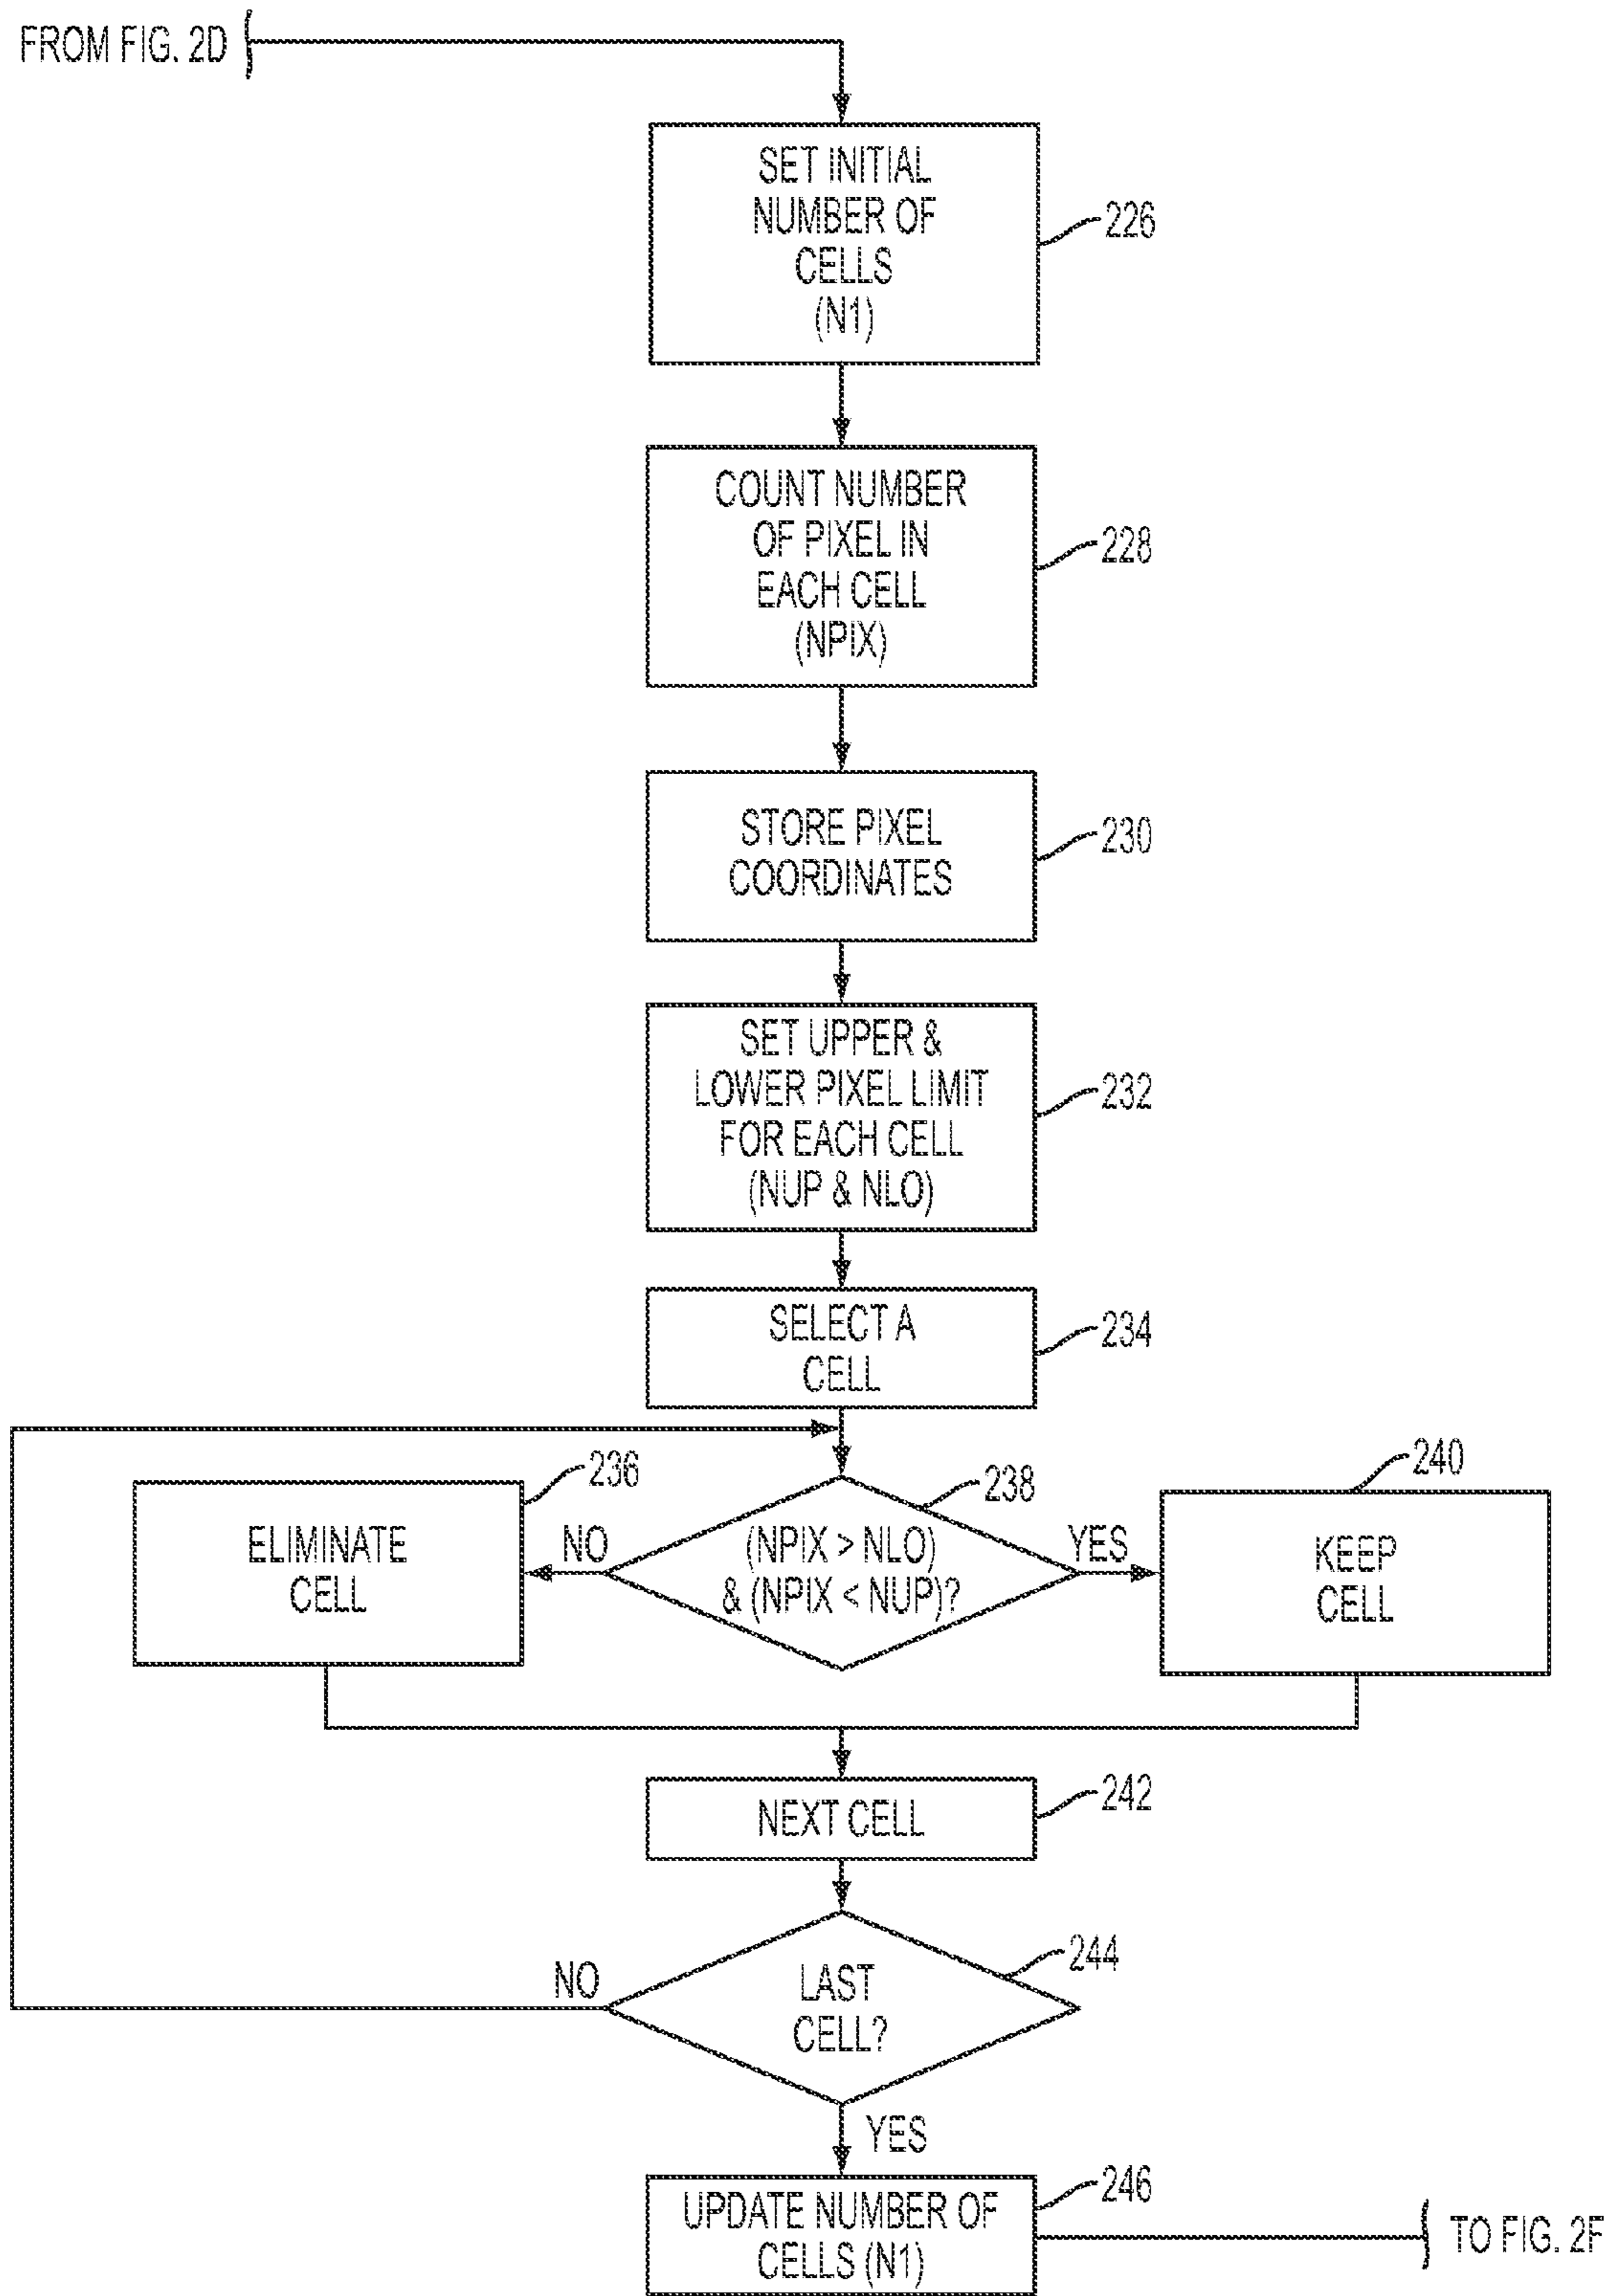 FROM FIG. 2D
SET INITIAL
NUMBER OF
CELLS
(N1)
226
COUNT NUMBER
OF PIXEL IN
EACH CELL
(NPIX)
228
STORE PIXEL
COORDINATES
230
SET UPPER &
LOWER PIXEL LIMIT
FOR EACH CELL
(NUP & NLO)
232
SELECT A
CELL
234
236
ELIMINATE
CELL
NO
238
(NPIX > NLO)
& (NPIX < NUP)?
YES
240
KEEP
CELL
NEXT CELL
242
NO
LAST
CELL?
244
YES
UPDATE NUMBER OF
CELLS (N1)
246
TO FIG. 2F